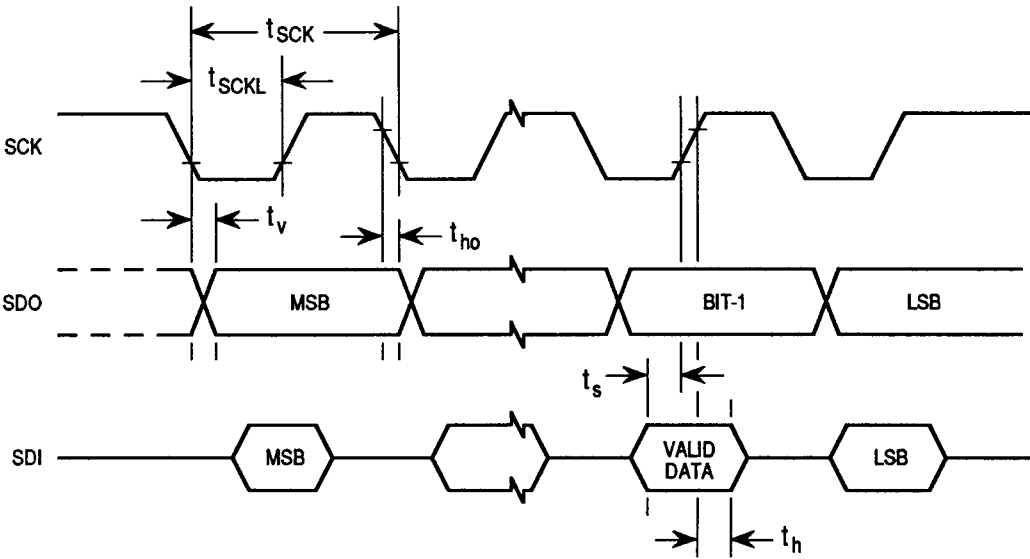 tSCK
tSCKL
SCK
tv
tho
SDO
MSB
BIT-1
LSB
ts
SDI
MSB
VALID
DATA
LSB
th